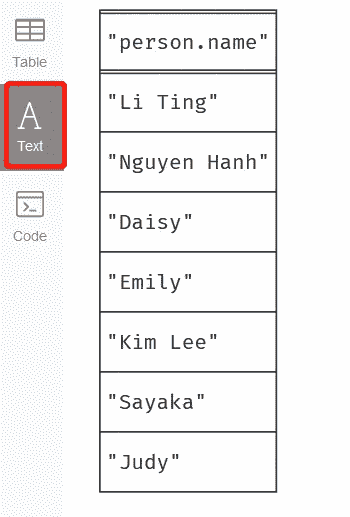 Table
Text
Code
"person.name"
"Li Ting"
"Nguyen Hanh"
"Daisy"
"Emily"
"Kim Lee"
"Sayaka"
"Judy"